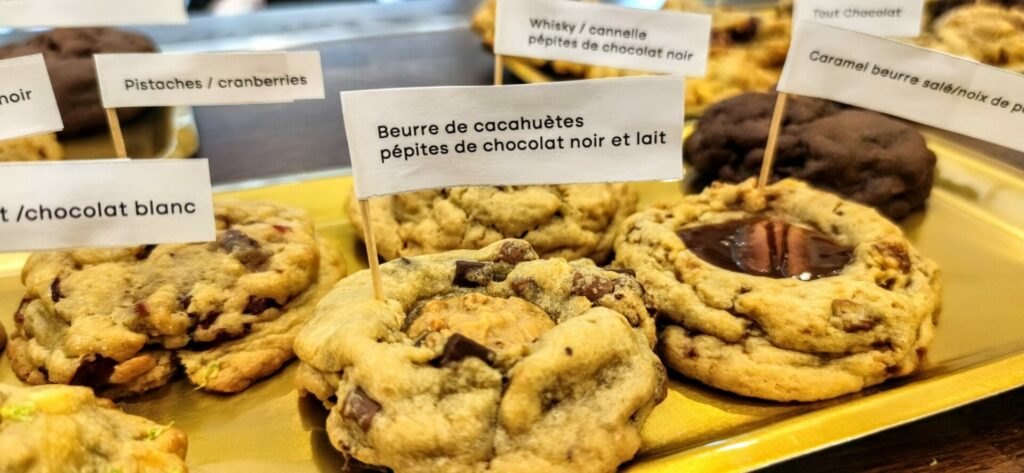 Whisky / cannelle
pépites de chocolat noir
Tout Chocolat
Caramel beurre salé/noix de
Pistaches / cranberries
noir
Beurre de cacahuètes
pépites de chocolat noir et lait
/chocolat blanc